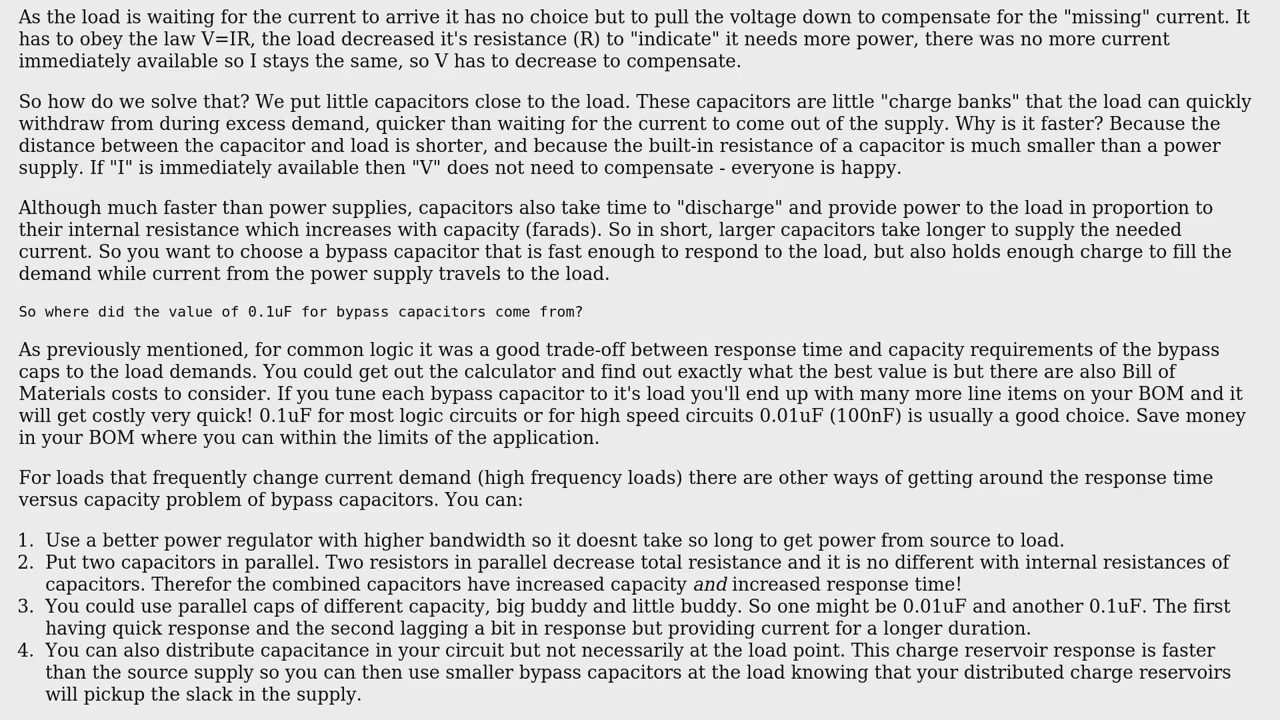 As the load is waiting for the current to arrive it has no choice but to pull the voltage down to compensate for the "missing" current. It
has to obey the law V=IR, the load decreased it's resistance (R) to "indicate" it needs more power, there was no more current
immediately available so I stays the same, so V has to decrease to compensate.
So how do we solve that? We put little capacitors close to the load. These capacitors are little "charge banks" that the load can quickly
withdraw from during excess demand, quicker than waiting for the current to come out of the supply. Why is it faster? Because the
distance between the capacitor and load is shorter, and because the built-in resistance of a capacitor is much smaller than a power
supply. If "I" is immediately available then "V" does not need to compensate - everyone is happy.
Although much faster than power supplies, capacitors also take time to "discharge" and provide power to the load in proportion to
their internal resistance which increases with capacity (farads). So in short, larger capacitors take longer to supply the needed
current. So you want to choose a bypass capacitor that is fast enough to respond to the load, but also holds enough charge to fill the
demand while current from the power supply travels to the load.
So where did the value of 0.1uF for bypass capacitors come from?
As previously mentioned, for common logic it was a good trade-off between response time and capacity requirements of the bypass
caps to the load demands. You could get out the calculator and find out exactly what the best value is but there are also Bill of
Materials costs to consider. If you tune each bypass capacitor to it's load you'll end up with many more line items on your BOM and it
will get costly very quick! 0.1uF for most logic circuits or for high speed circuits 0.01uF (100nF) is usually a good choice. Save money
in your BOM where you can within the limits of the application.
For loads that frequently change current demand (high frequency loads) there are other ways of getting around the response time
versus capacity problem of bypass capacitors. You can:
1. Use a better power regulator with higher bandwidth so it doesnt take so long to get power from source to load.
2. Put two capacitors in parallel. Two resistors in parallel decrease total resistance and it is no different with internal resistances of
capacitors. Therefor the combined capacitors have increased capacity and increased response time!
3. You could use parallel caps of different capacity, big buddy and little buddy. So one might be 0.01uF and another 0.1uF. The first
having quick response and the second lagging a bit in response but providing current for a longer duration.
4. You can also distribute capacitance in your circuit but not necessarily at the load point. This charge reservoir response is faster
than the source supply so you can then use smaller bypass capacitors at the load knowing that your distributed charge reservoirs
will pickup the slack in the supply.